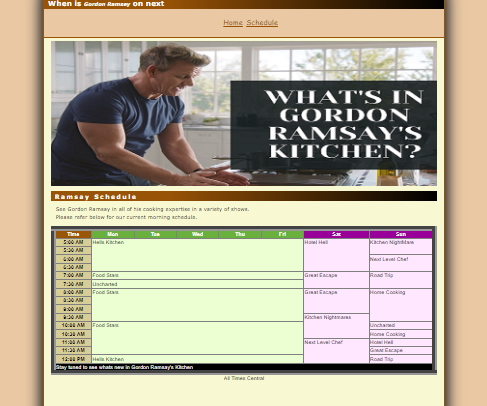 When is Gordon Ramsay on next
Home Schedule
WHAT'S IN
GORDON
RAMSAY'S
KITCHEN?
Ramsay Schedule
See Gordon Ramsay in all of his cooking expertise in a variety of shows.
Please refer below for our current morning schedule.
Time Mon Tue Wed Thu Fri Sat Sun
5:00 AM Hells Kitchen Hotel Hell Kitchen NightMare
5:30 AM
6:00 AM Next Level Chef
6:30 AM
7:00 AM Food Stars Great Escape Road Trip
7:30 AM Uncharted
8:00 AM Food Stars Great Escape Home Cooking
8:30 AM
9:00 AM
9:30 AM Kitchen Nightmares
10:00 AM Food Stars Uncharted
10:30 AM Home Cooking
11:00 AM Next Level Chef Hotel Hell
11:30 AM Great Escape
12:00 PM Hells Kitchen Road Trip
Stay tuned to see whats new in Gordon Ramsay's Kitchen
All Times Central